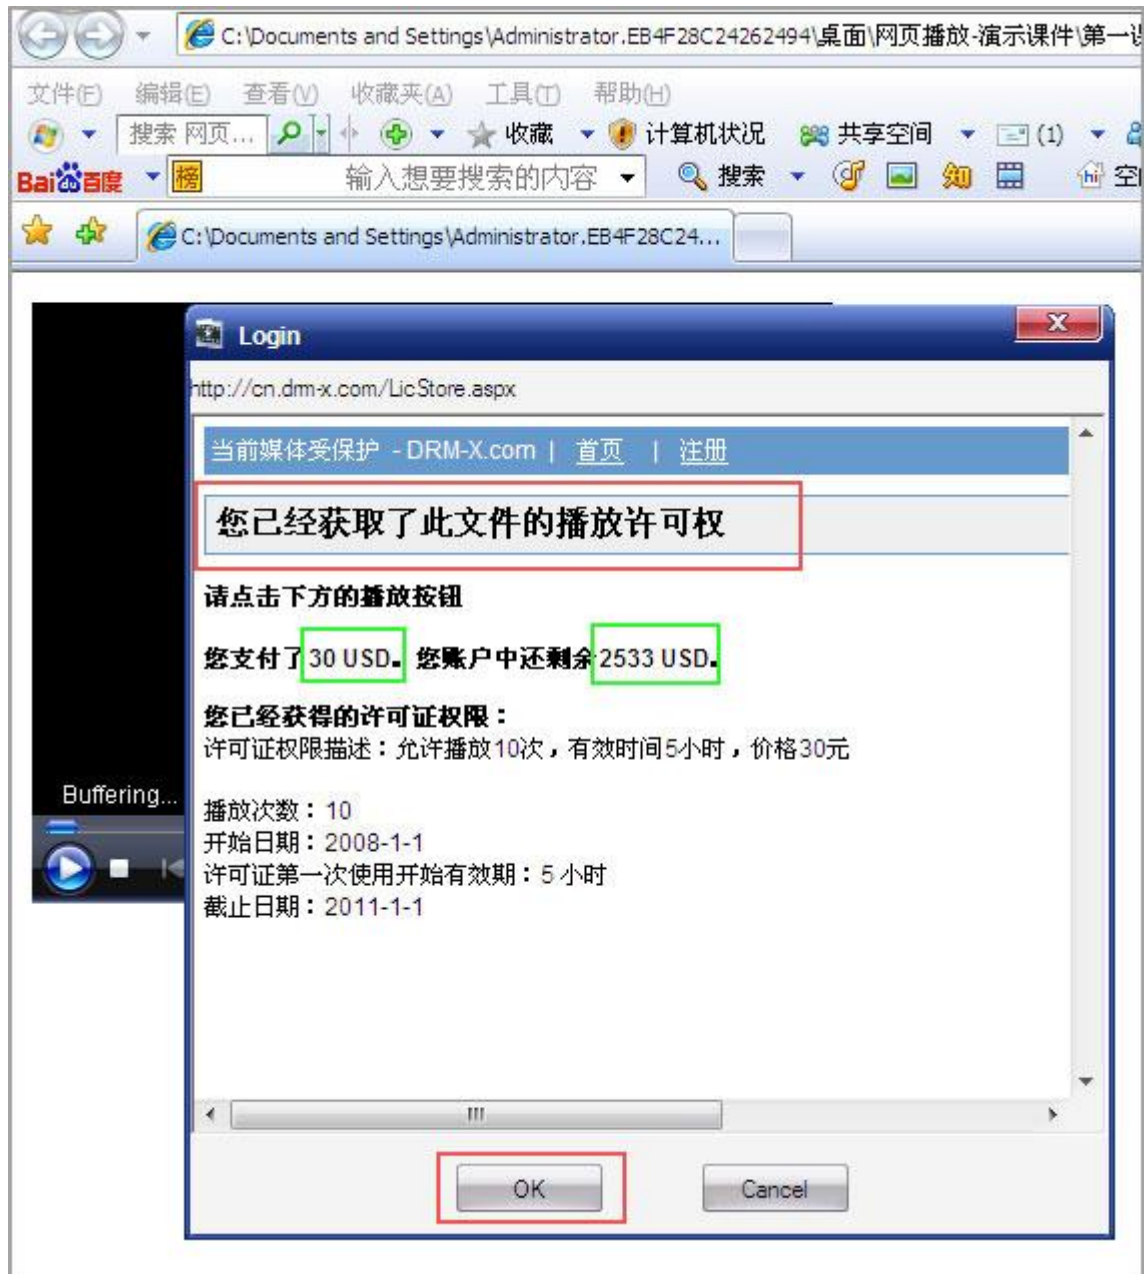 C:\Documents and Settings\Administrator.EB4F28C24262494\桌面\网页播放-演示课件\第一
文件(F) 编辑(E) 查看(V) 收藏夹(A) 工具(T) 帮助(H)
搜索 网页... 收藏 计算机状况 共享空间 (1)
Bai百度 榜 输入想要搜索的内容 搜索 知 hi 空
C:\Documents and Settings\Administrator.EB4F28C24...
Login
http://cn.drm-x.com/LicStore.aspx
当前媒体受保护 - DRM-X.com | 首页 | 注册
您已经获取了此文件的播放许可权
请点击下方的播放按钮
您支付了 30 USD. 您账户中还剩余 2533 USD.
您已经获得的许可证权限：
许可证权限描述：允许播放10次，有效时间5小时，价格30元
Buffering...
播放次数：10
开始日期：2008-1-1
许可证第一次使用开始有效期：5 小时
截止日期：2011-1-1
OK Cancel